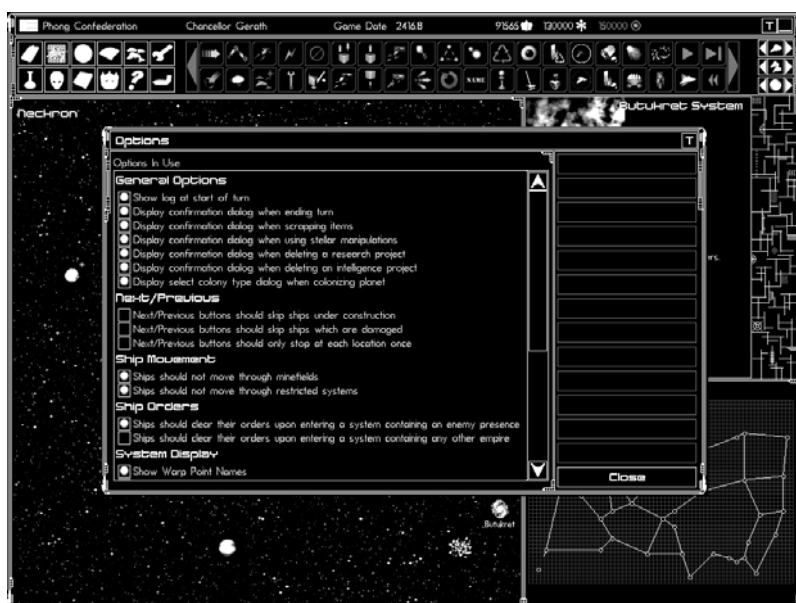 Phong Confederation Chancellor Gerath Game Date 2416.8 91565 130000 150000 T _
NAME
Neckron
Butukret System
Options T
Options In Use
General Options
Show log at start of turn
Display confirmation dialog when ending turn
Display confirmation dialog when scrapping items
Display confirmation dialog when using stellar manipulations
Display confirmation dialog when deleting a research project
Display confirmation dialog when deleting an intelligence project
Display select colony type dialog when colonizing planet
Next/Previous
Next/Previous buttons should skip ships under construction
Next/Previous buttons should skip ships which are damaged
Next/Previous buttons should only stop at each location once
Ship Movement
Ships should not move through minefields
Ships should not move through restricted systems
Ship Orders
Ships should clear their orders upon entering a system containing an enemy presence
Ships should clear their orders upon entering a system containing any other empire
System Display
Show Warp Point Names
Close
rs.
Butukret